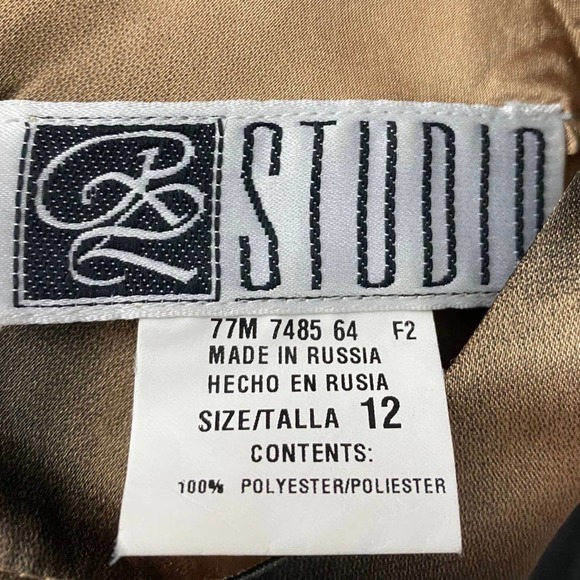 STUDIO
77M 7485 64 F2
MADE IN RUSSIA
HECHO EN RUSIA
SIZE/TALLA 12
CONTENTS:
100% POLYESTER/POLIESTER